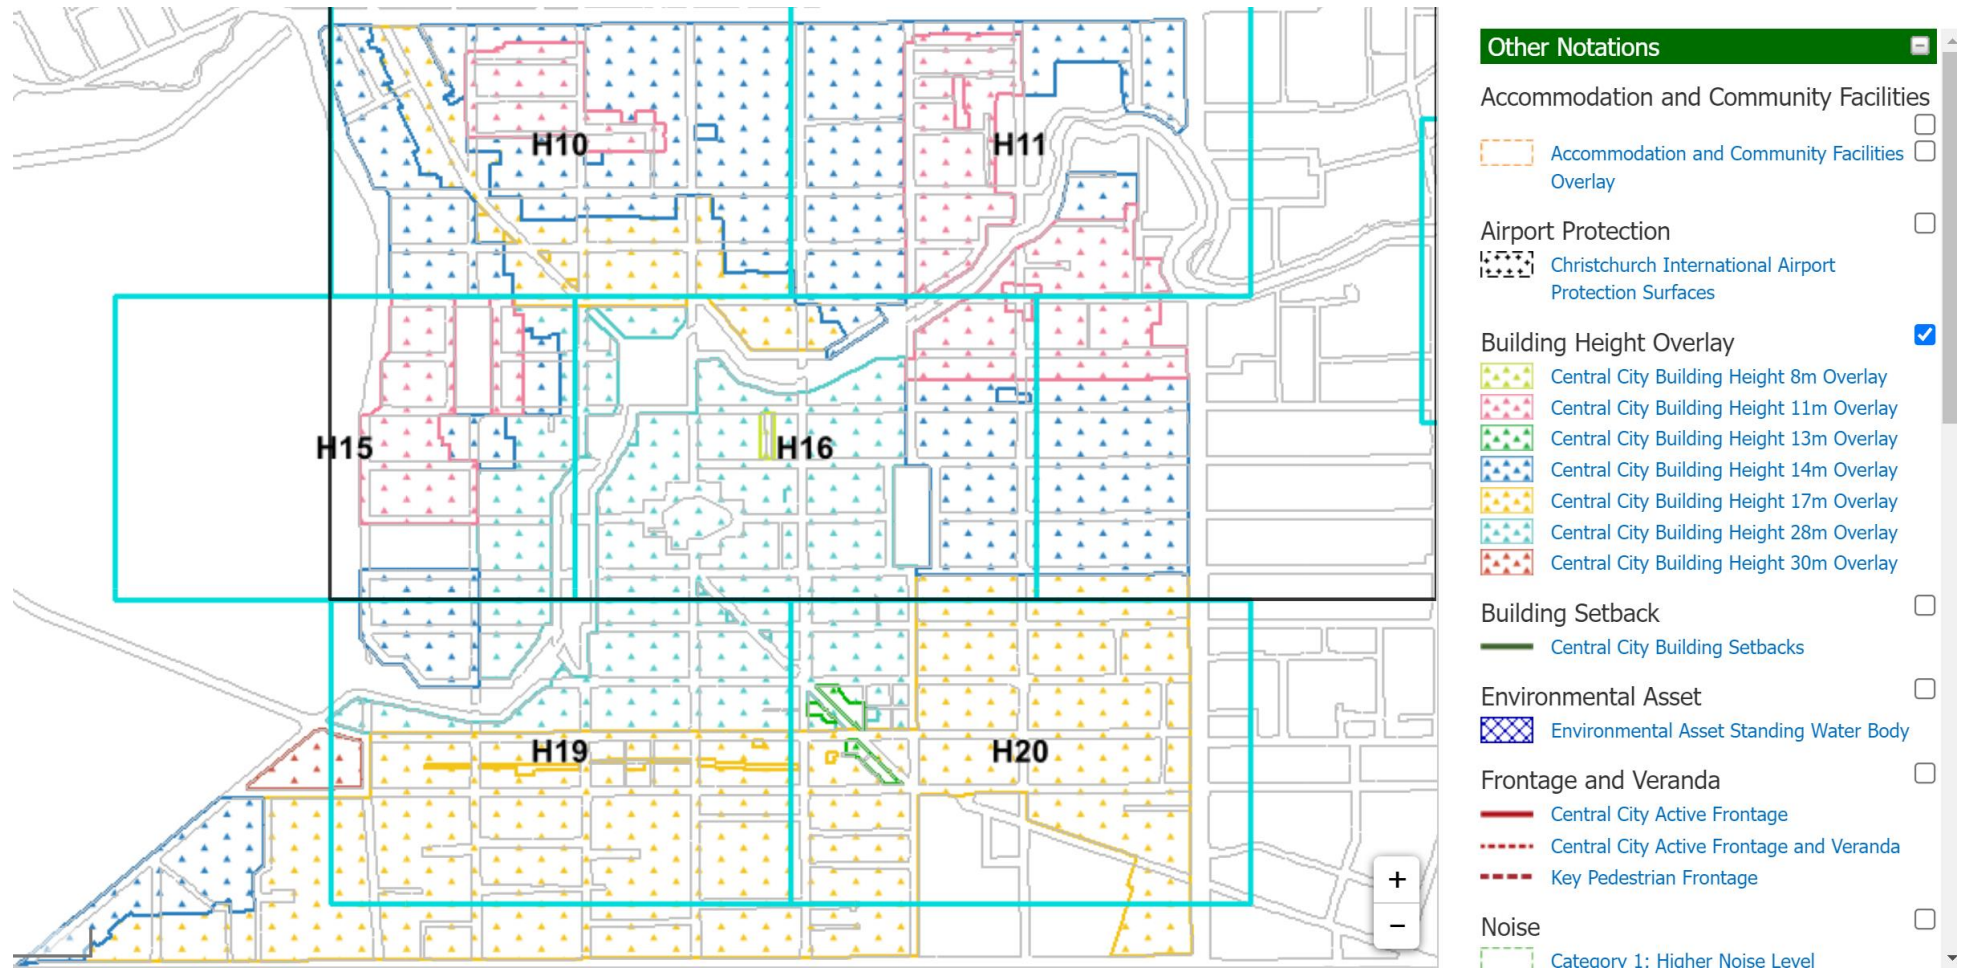 H10
H11
H15
H16
H19
H20
+
−
Other Notations
Accommodation and Community Facilities
Accommodation and Community Facilities
Overlay
Airport Protection
Christchurch International Airport
Protection Surfaces
Building Height Overlay
Central City Building Height 8m Overlay
Central City Building Height 11m Overlay
Central City Building Height 13m Overlay
Central City Building Height 14m Overlay
Central City Building Height 17m Overlay
Central City Building Height 28m Overlay
Central City Building Height 30m Overlay
Building Setback
Central City Building Setbacks
Environmental Asset
Environmental Asset Standing Water Body
Frontage and Veranda
Central City Active Frontage
Central City Active Frontage and Veranda
Key Pedestrian Frontage
Noise
Category 1: Higher Noise Level